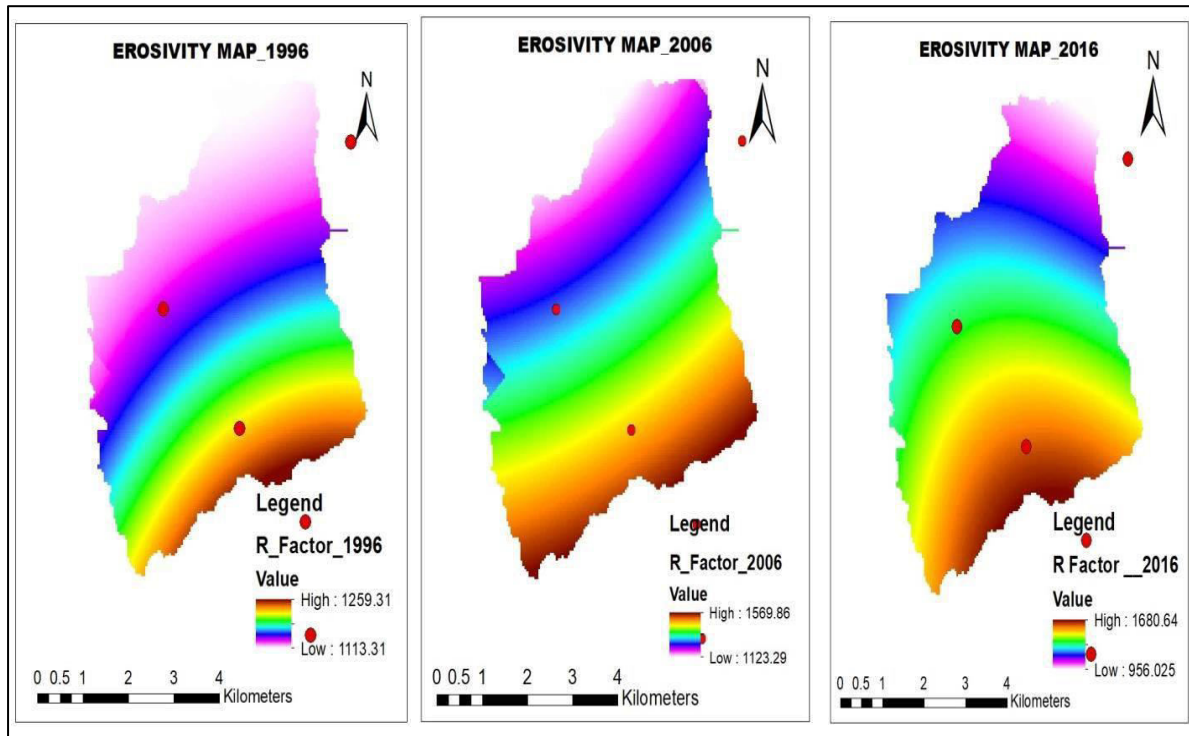 EROSIVITY MAP_1996
N
Legend
R_Factor_1996
Value
High : 1259.31
Low : 1113.31
0 0.5 1 2 3 4
Kilometers
EROSIVITY MAP_2006
N
Legend
R_Factor_2006
Value
High : 1569.86
Low : 1123.29
0 0.5 1 2 3 4
Kilometers
EROSIVITY MAP_2016
N
Legend
R Factor __2016
Value
High : 1680.64
Low : 956.025
0 0.5 1 2 3 4
Kilometers